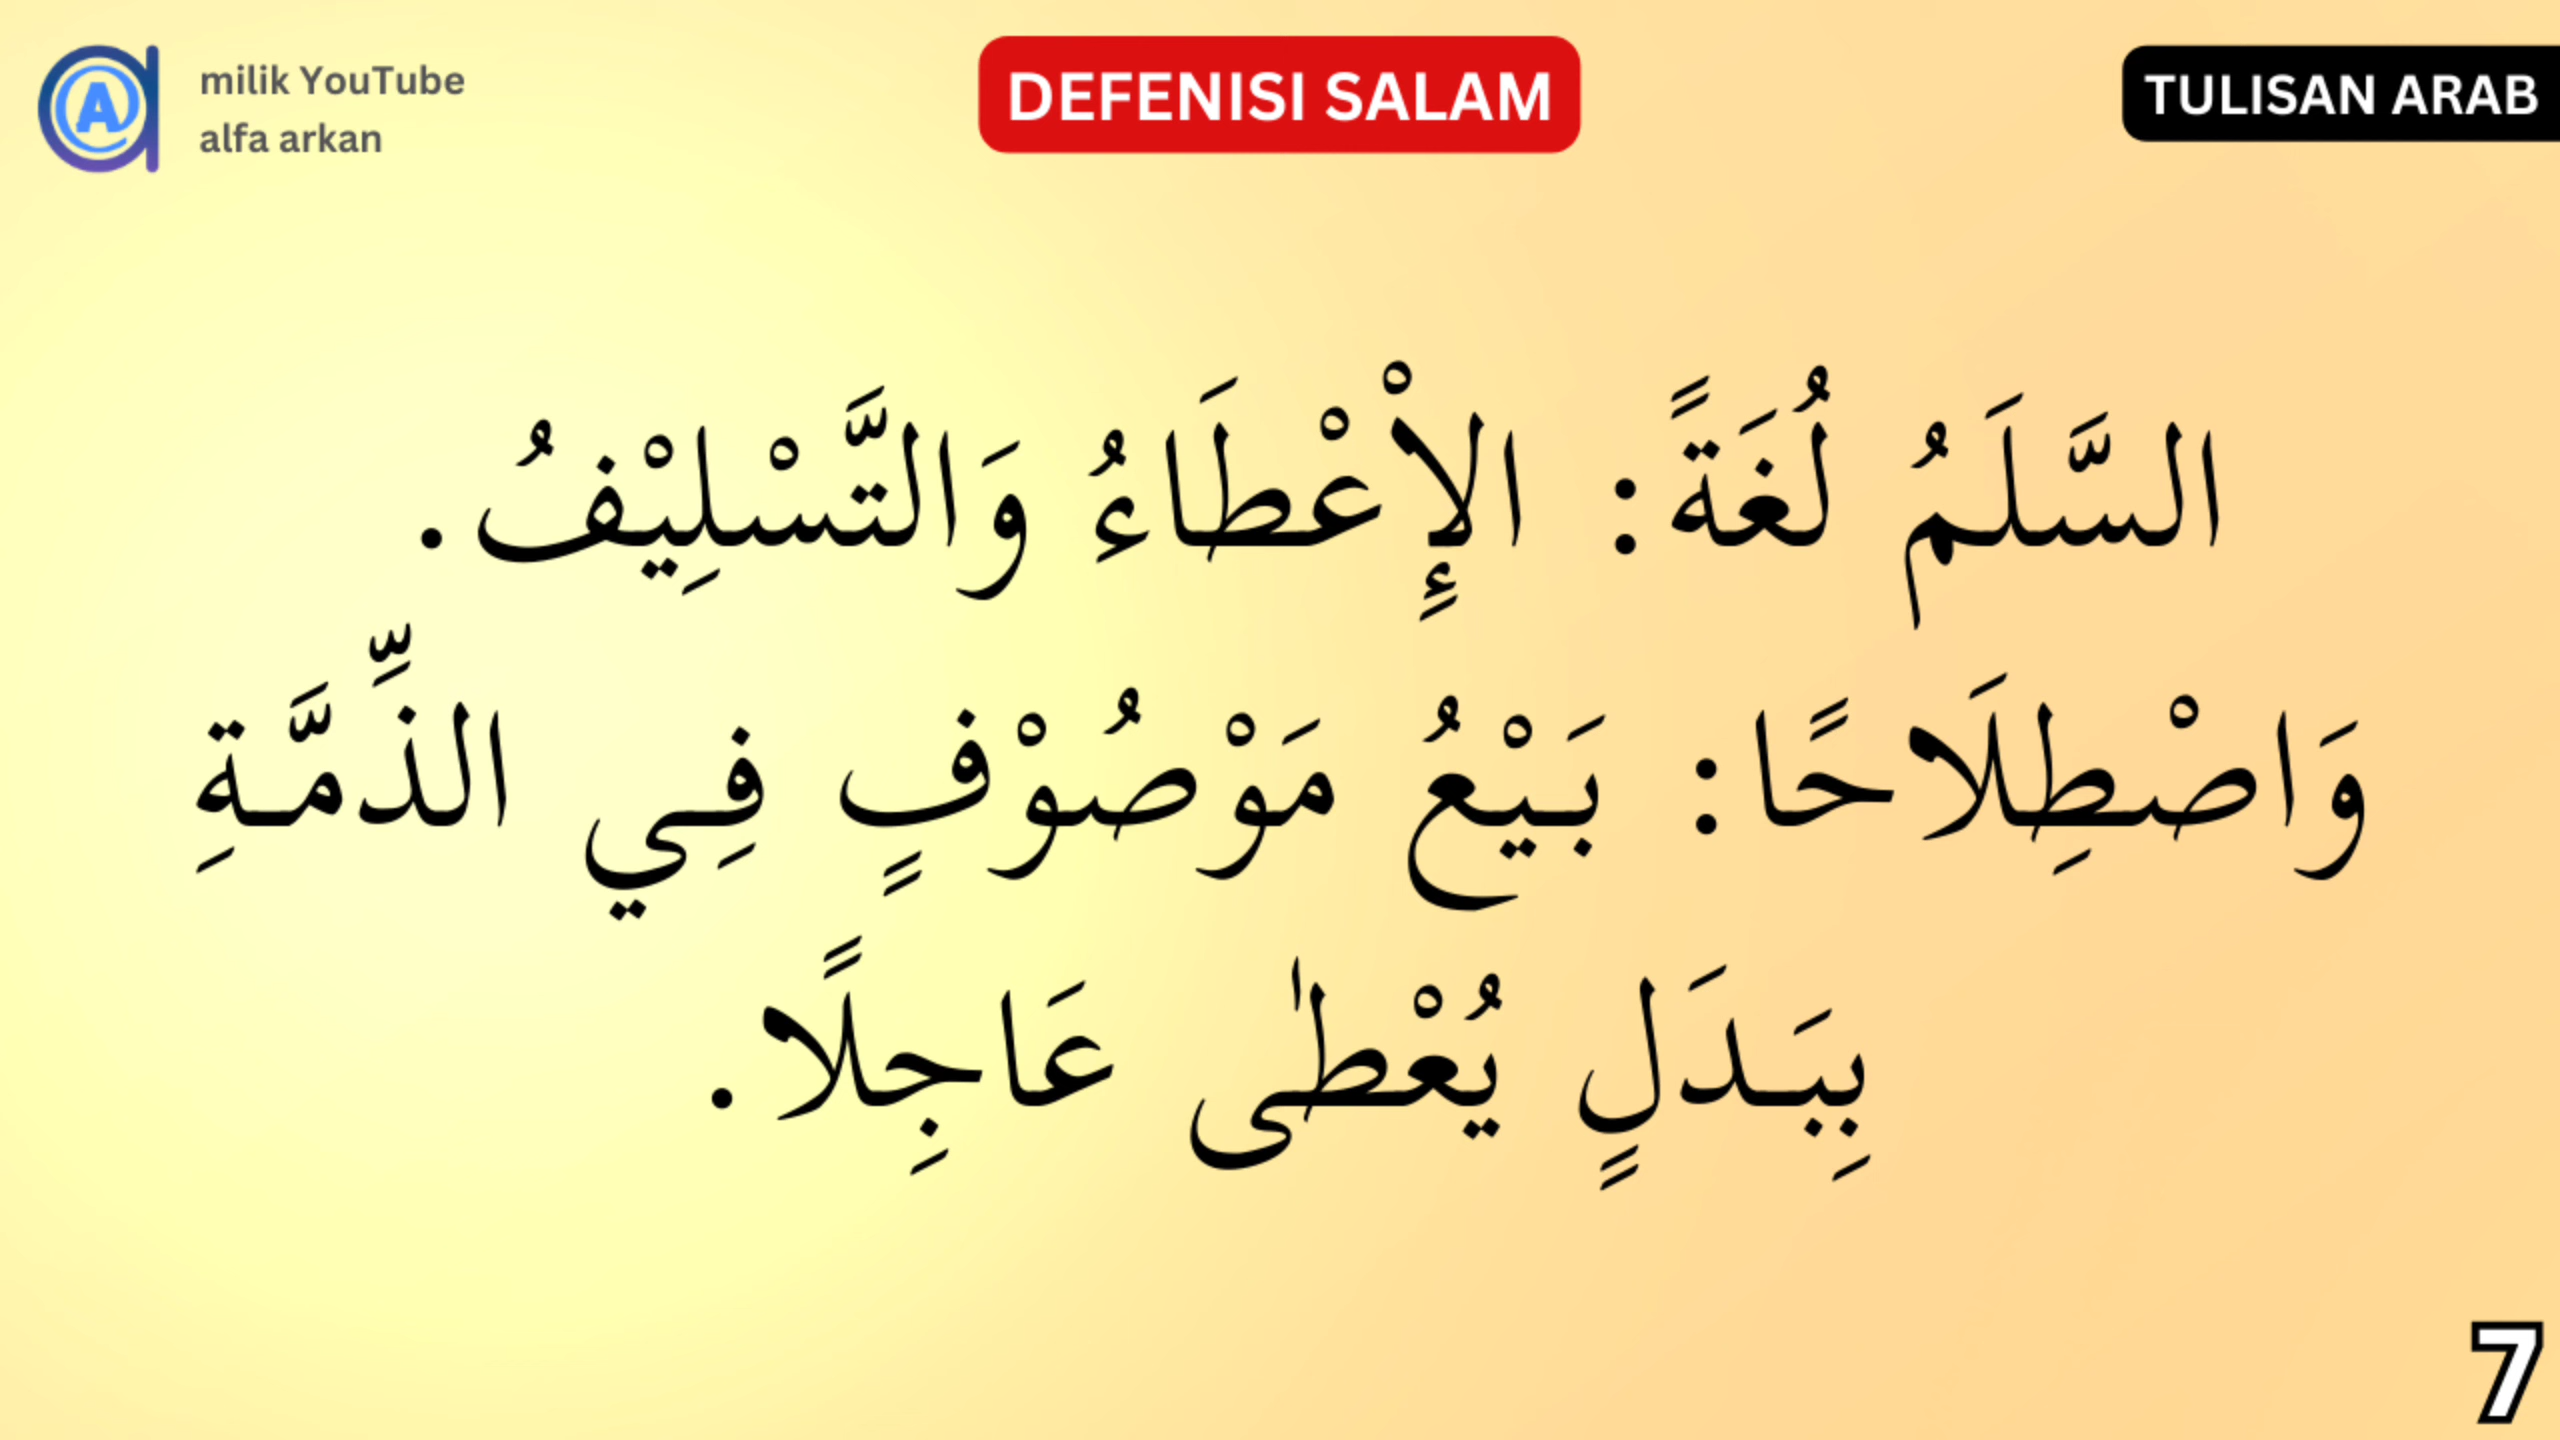 milik YouTube
alfa arkan
DEFENISI SALAM
TULISAN ARAB
السَّلَمُ لُغَةً: الإْعْطَاءُ وَالتَّسْلِيْفُ.
وَاصْطِلَاحًا: بَيْعُ مَوْصُوْفٍ فِي الذِّمَّةِ
بِبَدَلٍ يُعْطٰى عَاجِلًا.
7